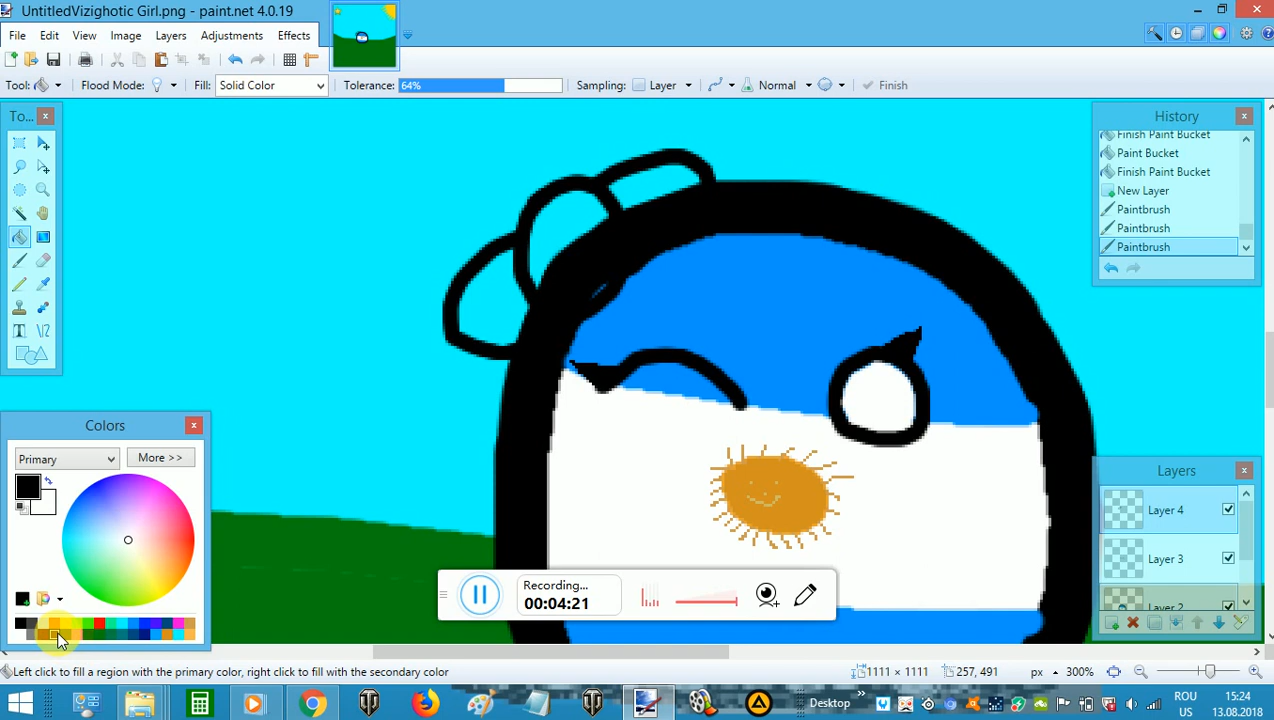 UntitledVizighotic Girl.png - paint.net 4.0.19
File Edit View Image Layers Adjustments Effects
Tool: Flood Mode: Fill: Solid Color Tolerance: 64% Sampling: Layer Normal Finish
To...
History
Finish Paint Bucket
Paint Bucket
Finish Paint Bucket
New Layer
Paintbrush
Paintbrush
Paintbrush
Colors
Primary More >>
Layers
Layer 4
Layer 3
Layer 2
Recording...
00:04:21
Left click to fill a region with the primary color, right click to fill with the secondary color 1111 × 1111 257, 491 px 300%
Desktop » ROU 15:24
US 13.08.2018